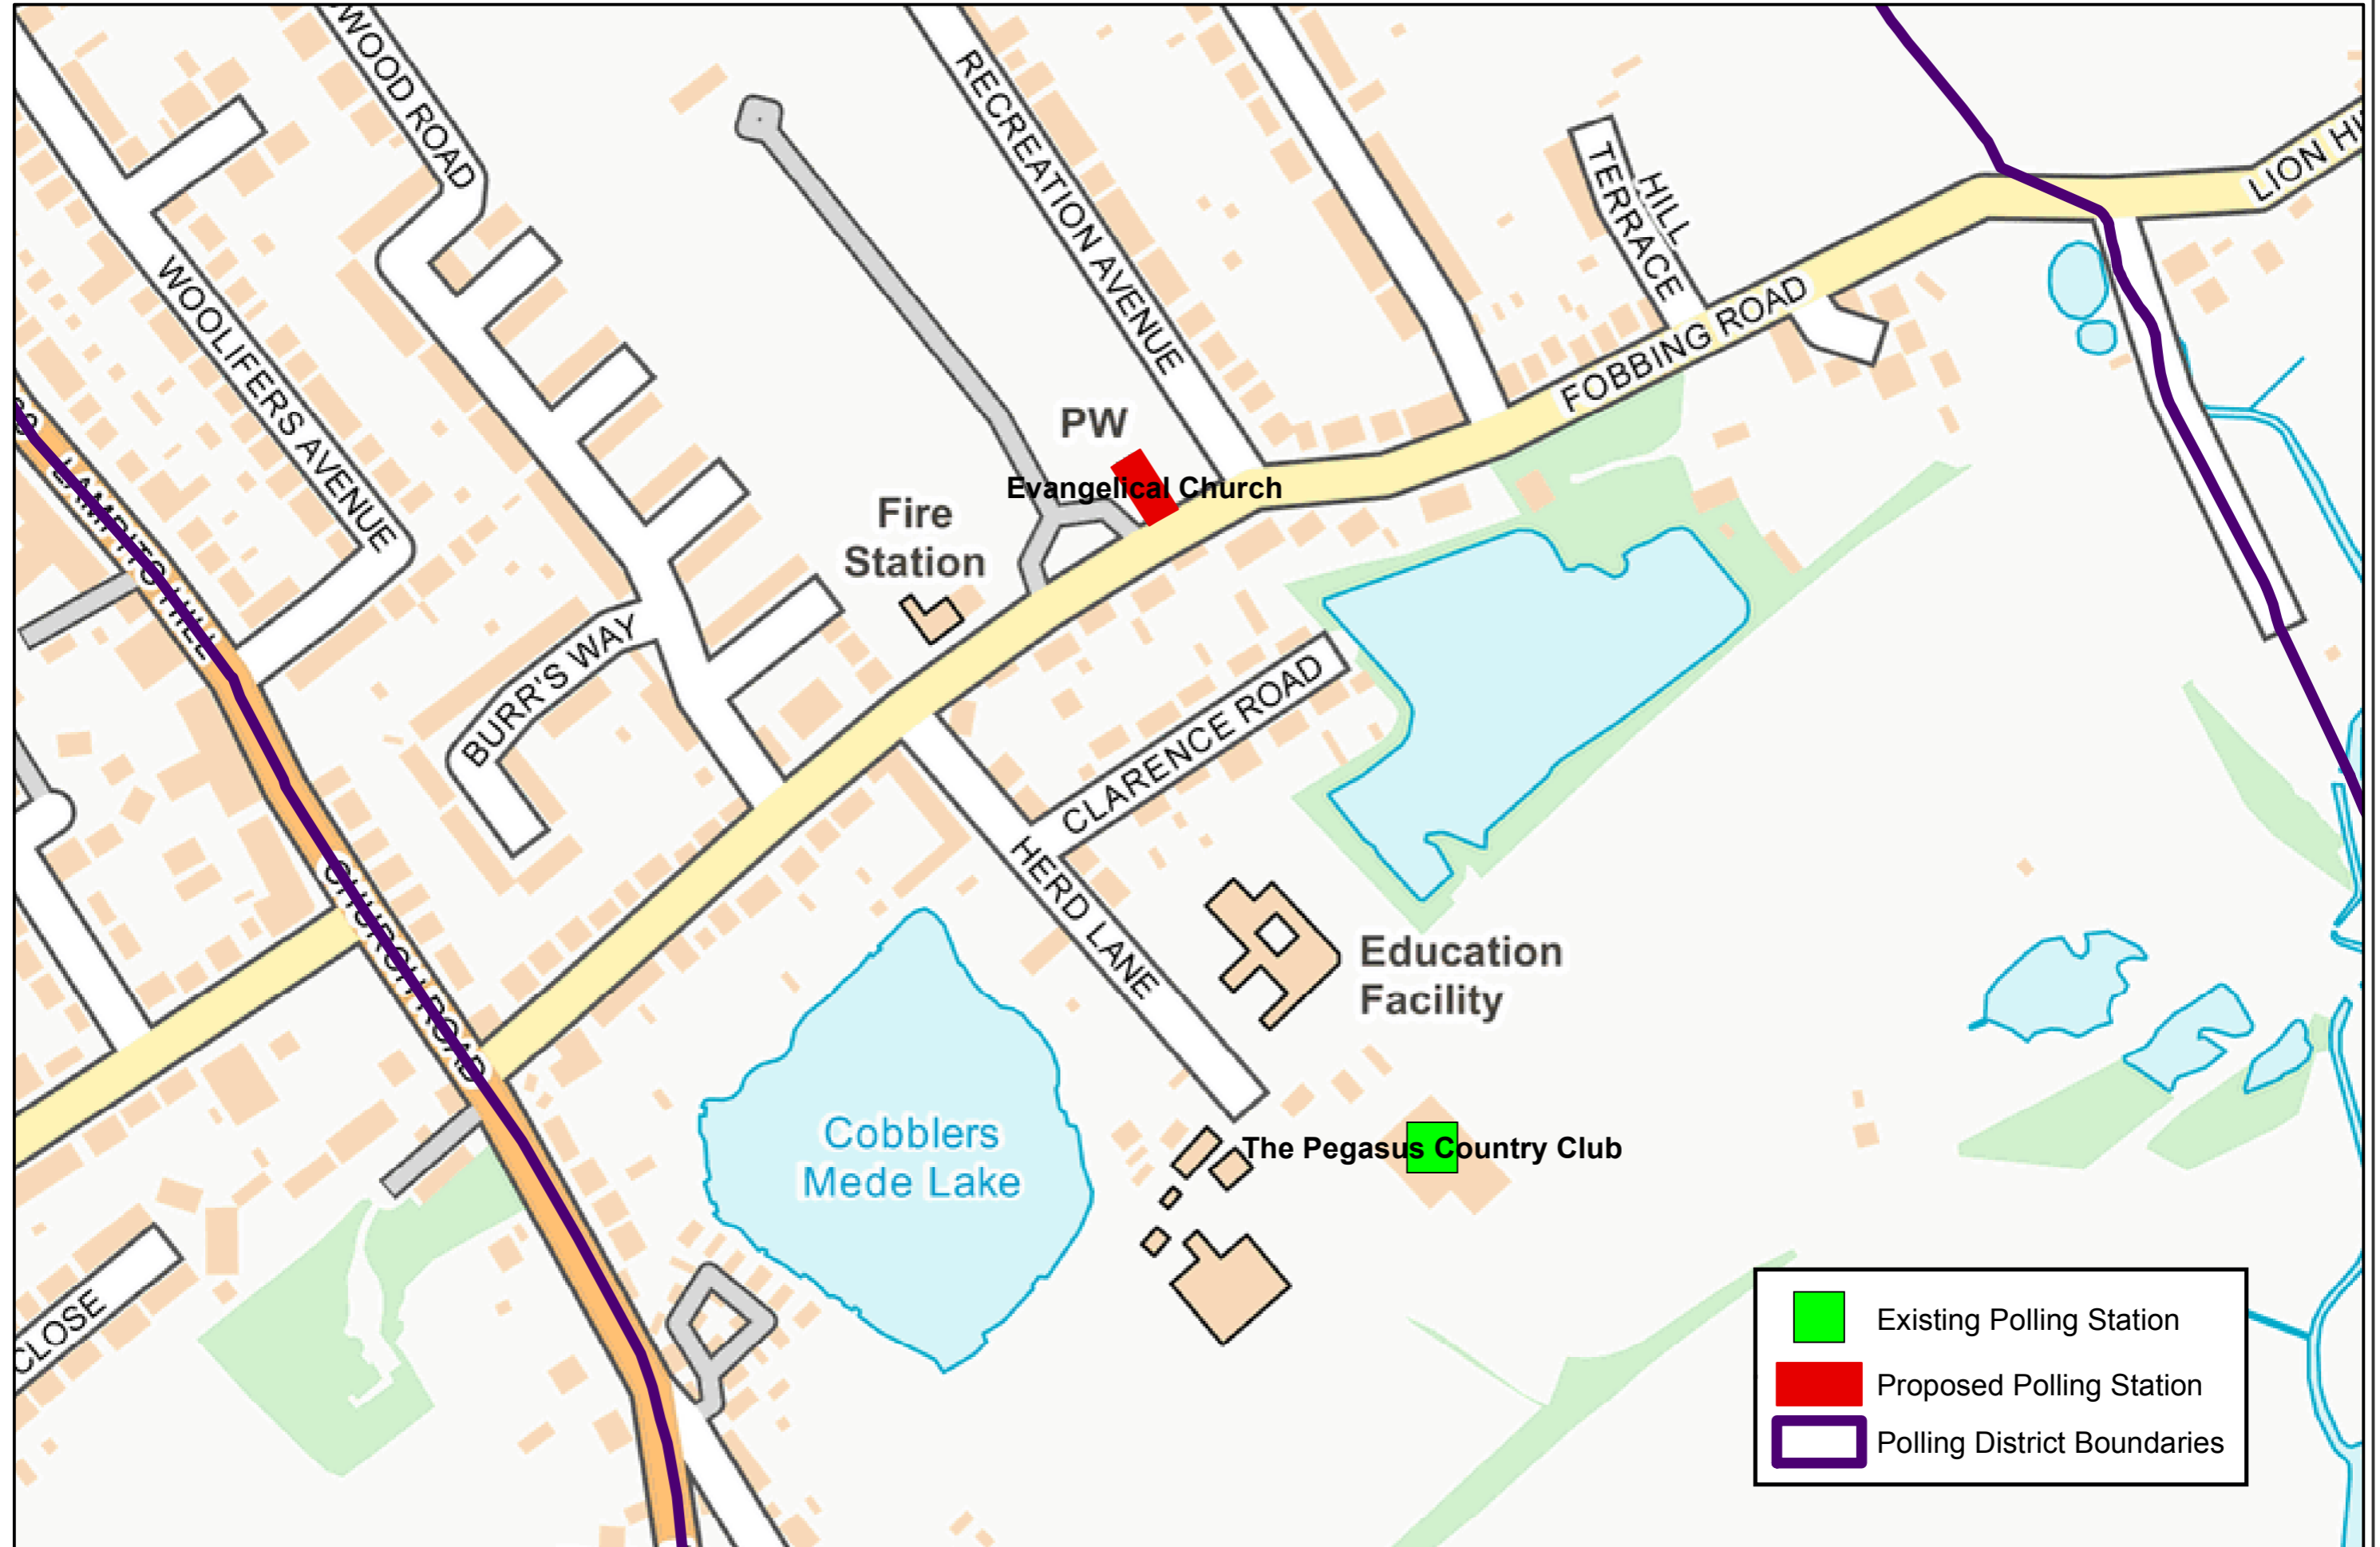 WOOD ROAD
RECREATION AVENUE
HILL
TERRACE
LION HI
WOOLIFERS AVENUE
FOBBING ROAD
PW
Evangelical Church
LAMPITS HILL
Fire
Station
BURR'S WAY
CLARENCE ROAD
HERD LANE
CHURCH ROAD
Education
Facility
Cobblers
Mede Lake
The Pegasus Country Club
CLOSE
Existing Polling Station
Proposed Polling Station
Polling District Boundaries